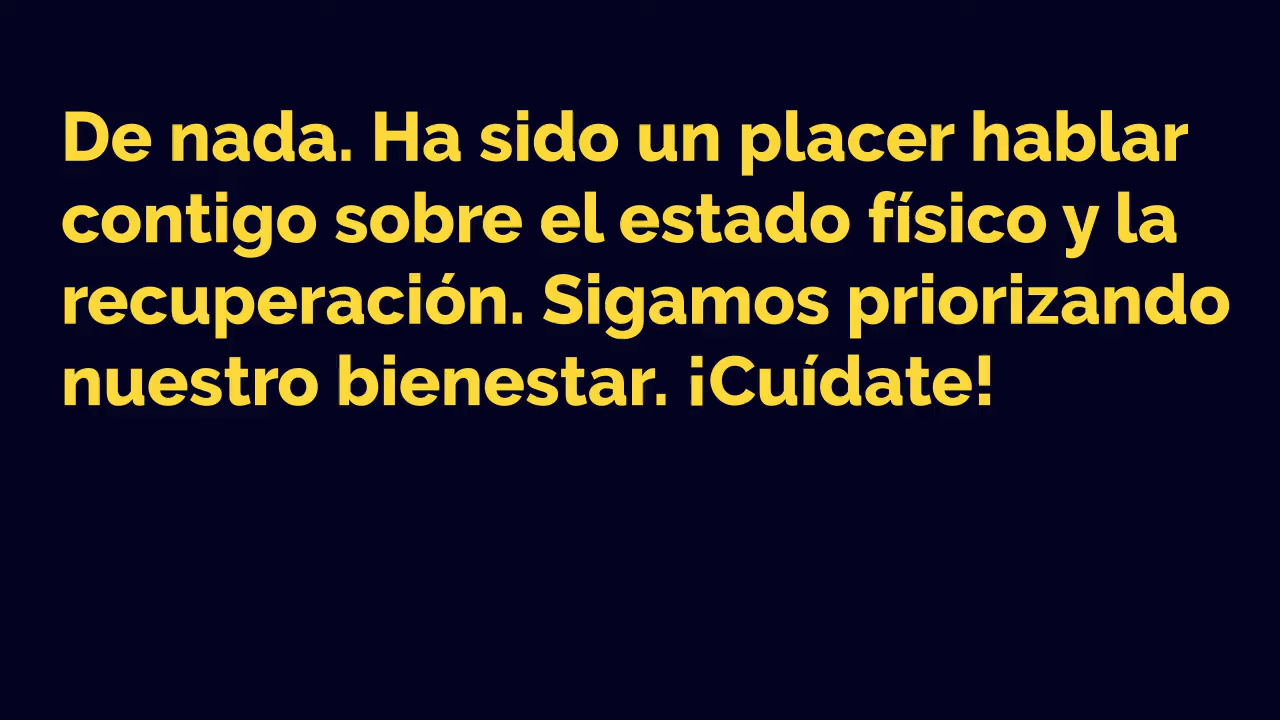 De nada. Ha sido un placer hablar
contigo sobre el estado físico y la
recuperación. Sigamos priorizando
nuestro bienestar. ¡Cuídate!